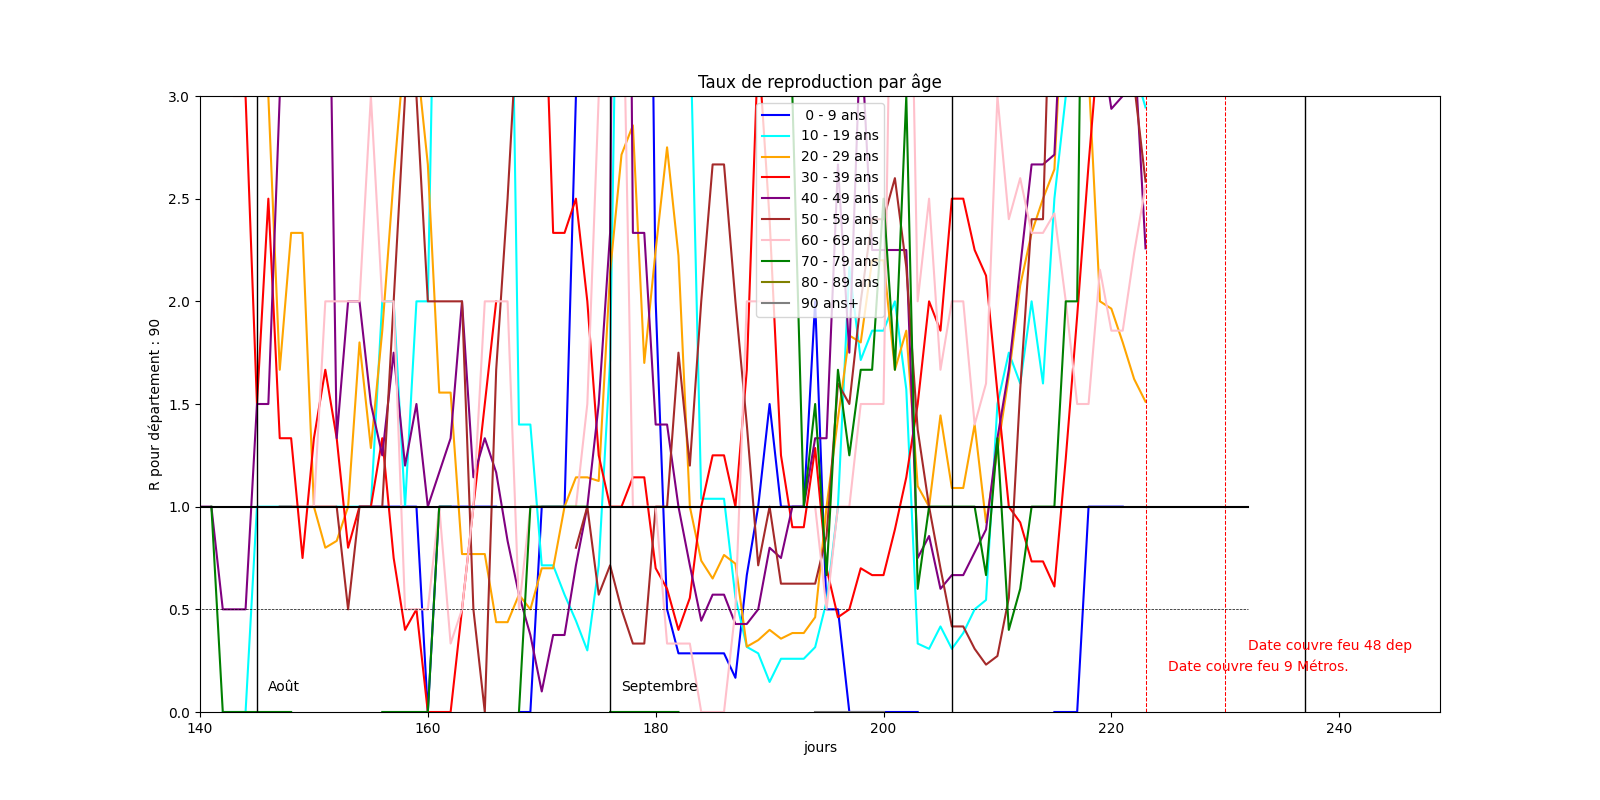 Taux de reproduction par âge
R pour département : 90
3.0
2.5
2.0
1.5
1.0
0.5
0.0
0 - 9 ans
10 - 19 ans
20 - 29 ans
30 - 39 ans
40 - 49 ans
50 - 59 ans
60 - 69 ans
70 - 79 ans
80 - 89 ans
90 ans+
Date couvre feu 48 dep
Date couvre feu 9 Métros.
Août
Septembre
140
160
180
200
220
240
jours